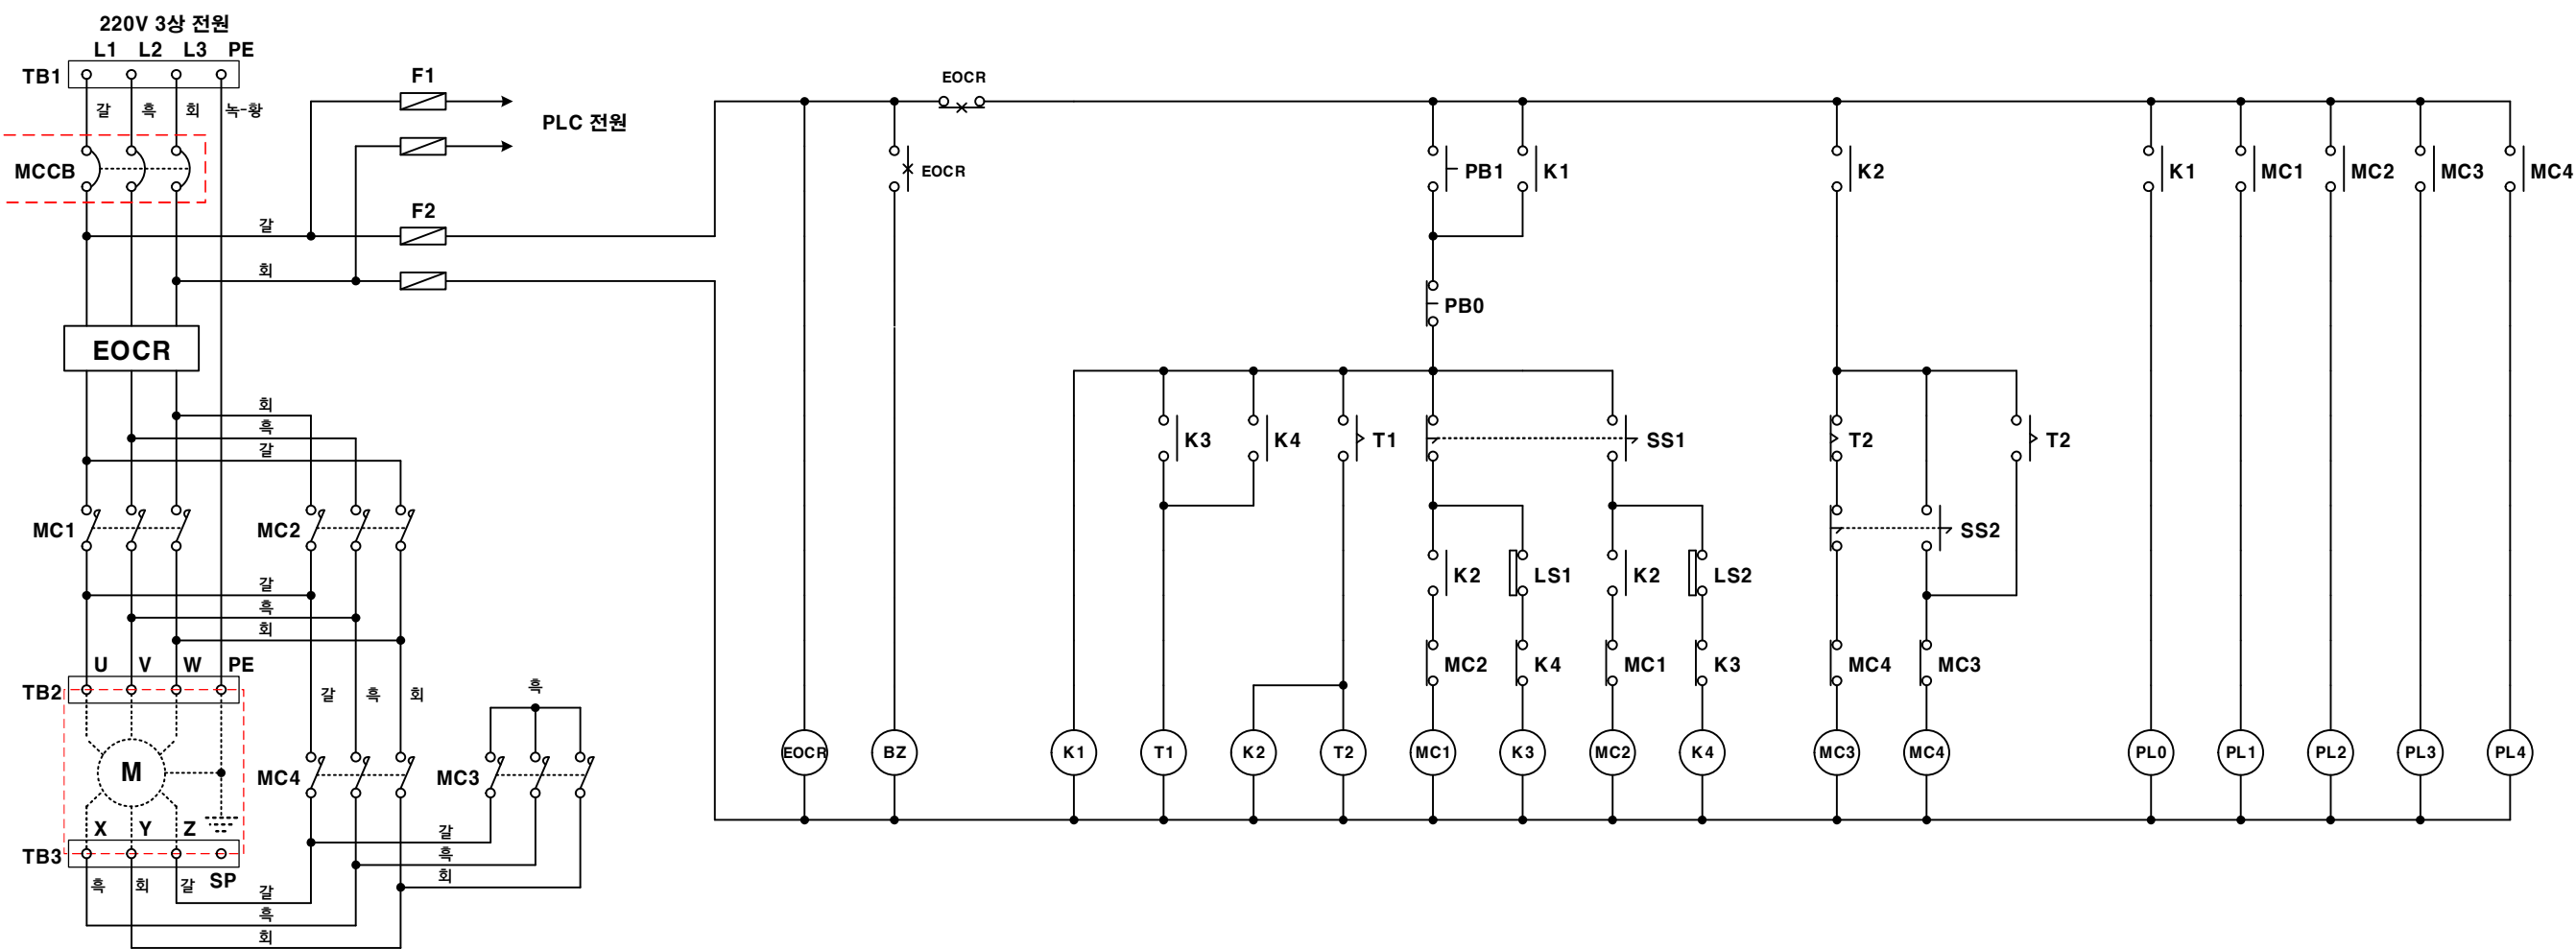 220V 3상 전원
L1 L2 L3 PE
TB1
갈 흑 회 녹-황
MCCB
F1
PLC 전원
F2
갈
회
EOCR
회
흑
갈
MC1
MC2
갈
흑
회
U V W PE
TB2
갈 흑 회
흑
M
MC4
MC3
X Y Z
TB3
갈
흑
회
흑 회 갈 SP
갈
흑
회
EOCR
EOCR
PB1 K1 K2 K1 MC1 MC2 MC3 MC4
PB0
K3 K4 T1 SS1 T2 T2
SS2
K2 LS1 K2 LS2
MC2 K4 MC1 K3 MC4 MC3
EOCR BZ K1 T1 K2 T2 MC1 K3 MC2 K4 MC3 MC4 PL0 PL1 PL2 PL3 PL4